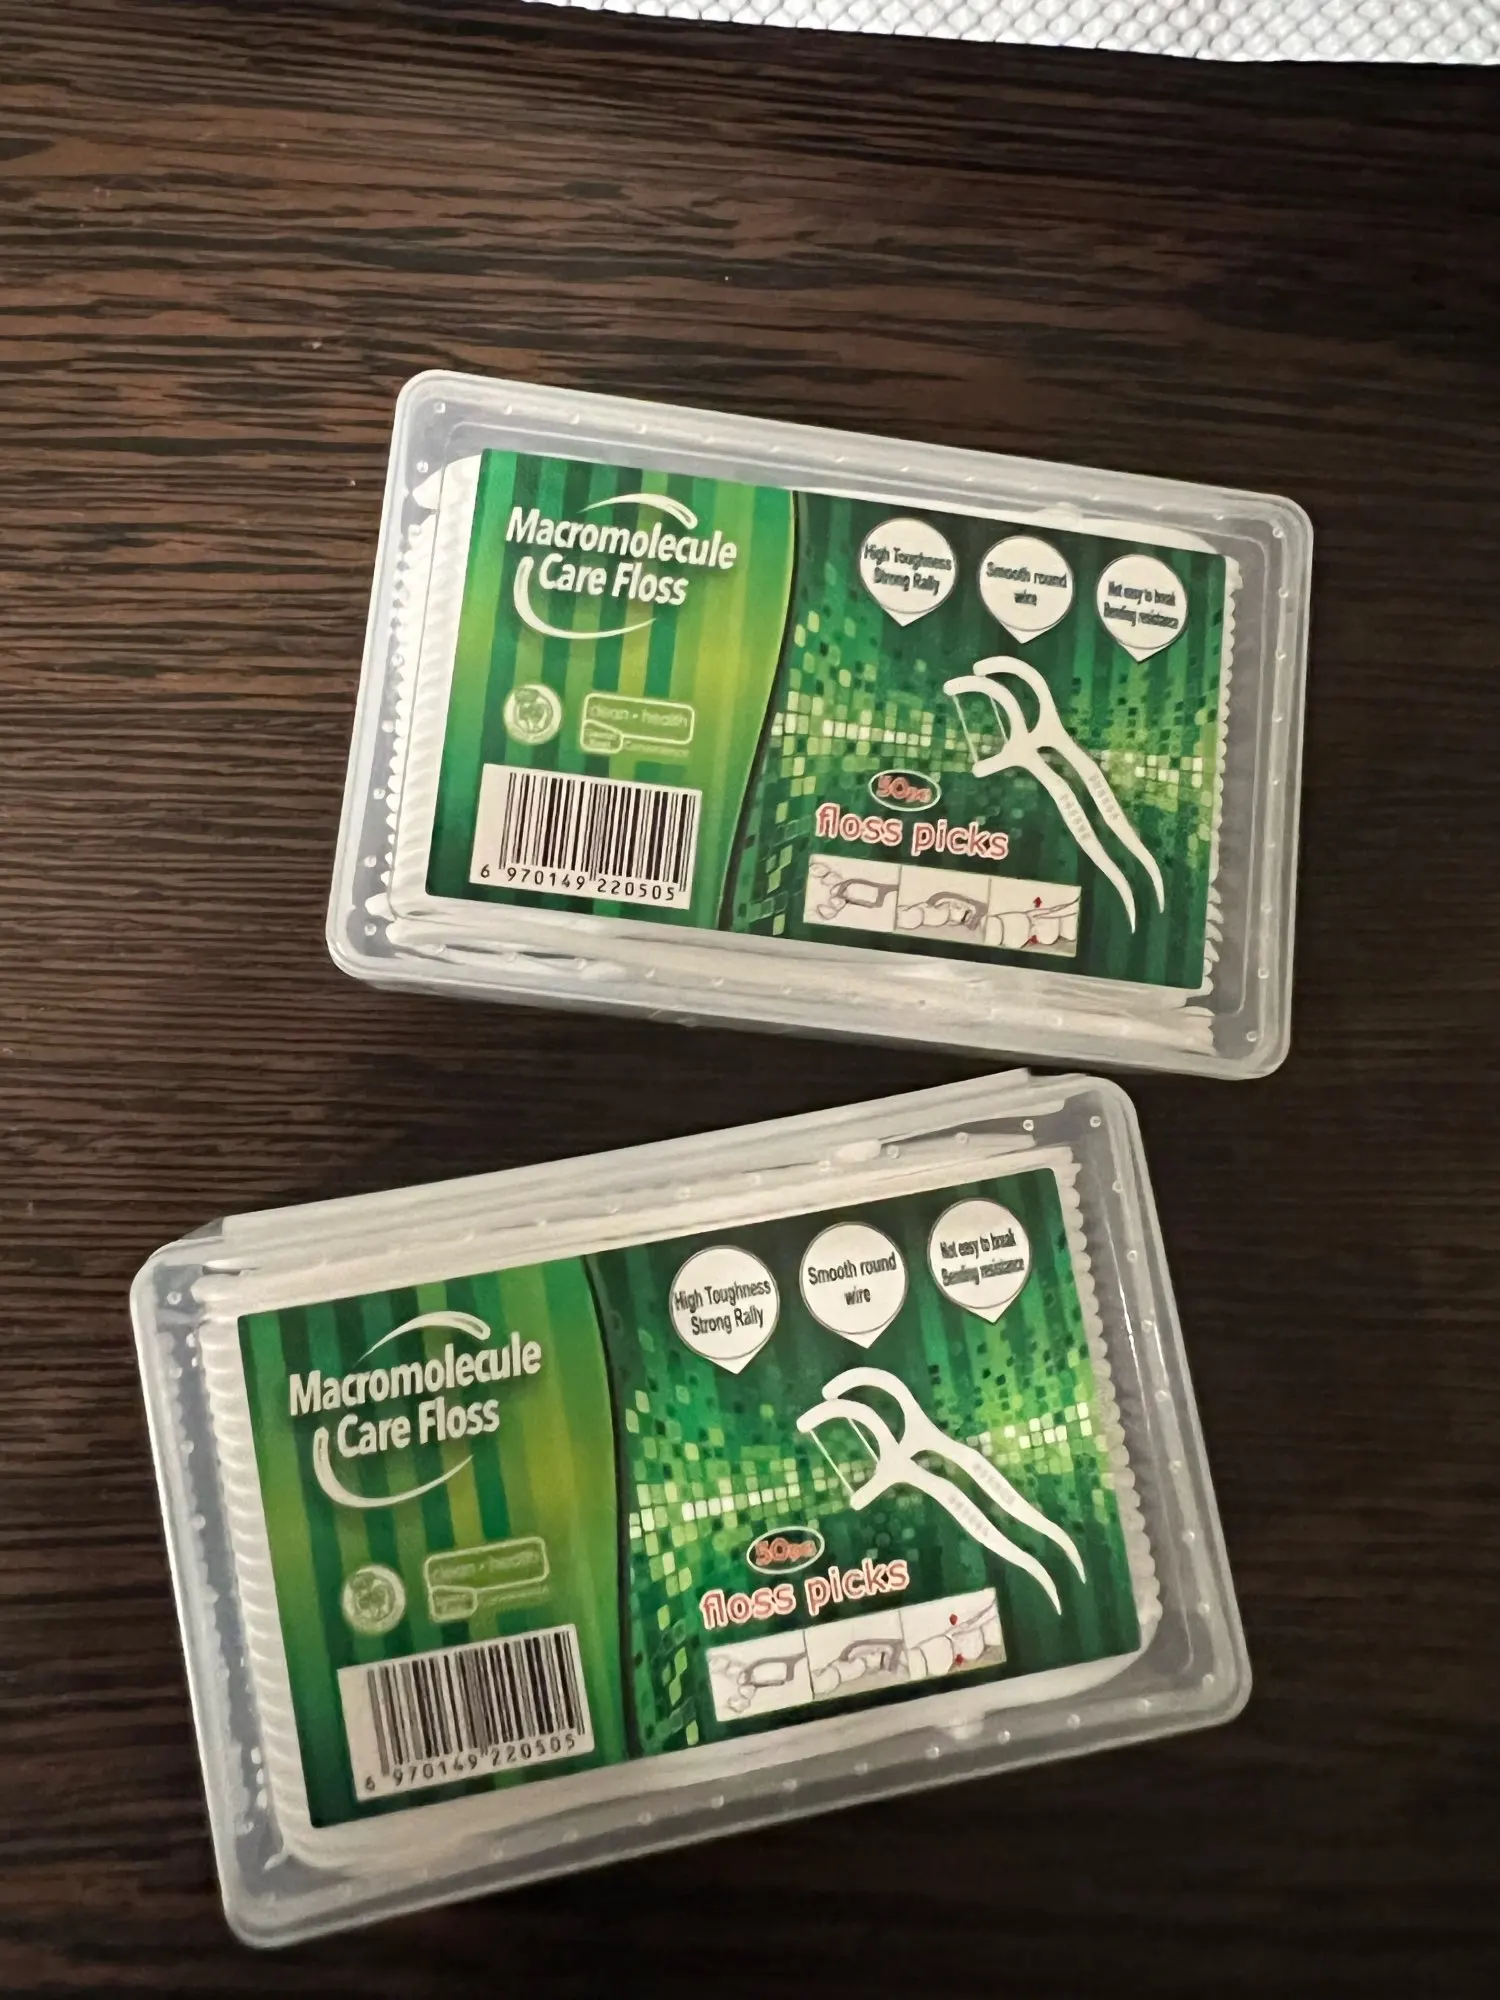 Macromolecule
Care Floss
clean • health
Convenience
6 970149 220505
High Toughness
Strong Rally
Smooth round
wire
Not easy to break
Bending resistance
50pcs
floss picks
Macromolecule
Care Floss
clean • health
6 970149 220505
High Toughness
Strong Rally
Smooth round
wire
Not easy to break
Bending resistance
50pcs
floss picks